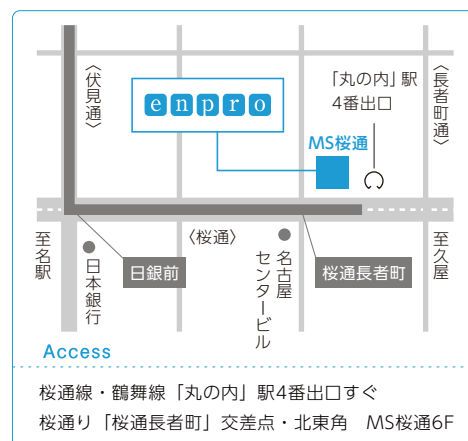 〈伏見通〉
enpro
「丸の内」駅
4番出口
〈長者町通〉
MS桜通
至名駅
日本銀行
日銀前
〈桜通〉
名古屋
センタービル
桜通長者町
至久屋
Access
桜通線・鶴舞線「丸の内」駅4番出口すぐ
桜通り「桜通長者町」交差点・北東角　MS桜通6F